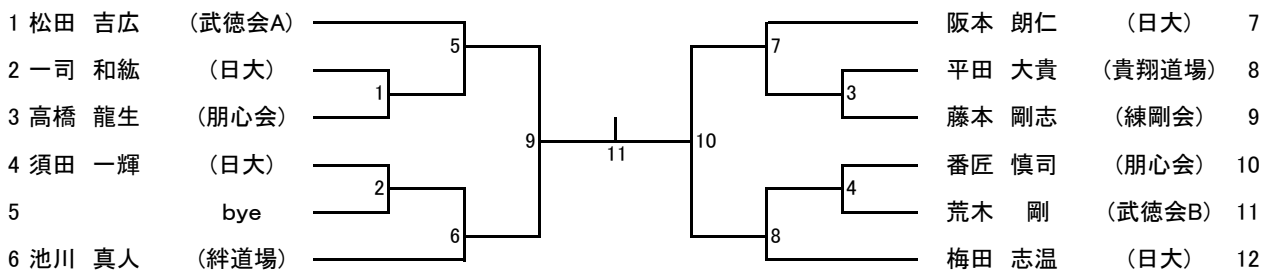 1 松田 吉広 (武徳会A)
2 一司 和紘 (日大)
3 高橋 龍生 (朋心会)
4 須田 一輝 (日大)
5 bye
6 池川 真人 (絆道場)
5
1
2
6
9
11
10
7
3
4
8
阪本 朗仁 (日大) 7
平田 大貴 (貴翔道場) 8
藤本 剛志 (練剛会) 9
番匠 慎司 (朋心会) 10
荒木 剛 (武徳会B) 11
梅田 志温 (日大) 12